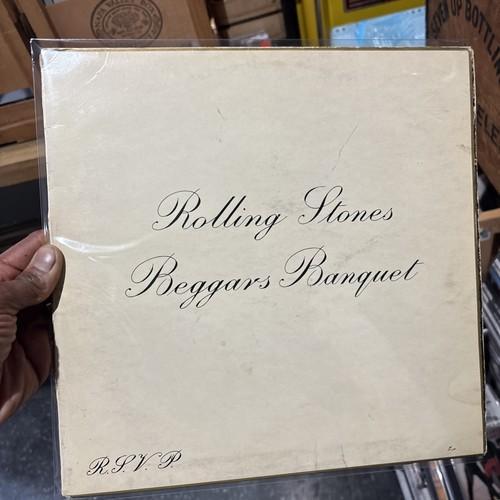 Rolling Stones
Beggars Banquet
R.S.V.P.